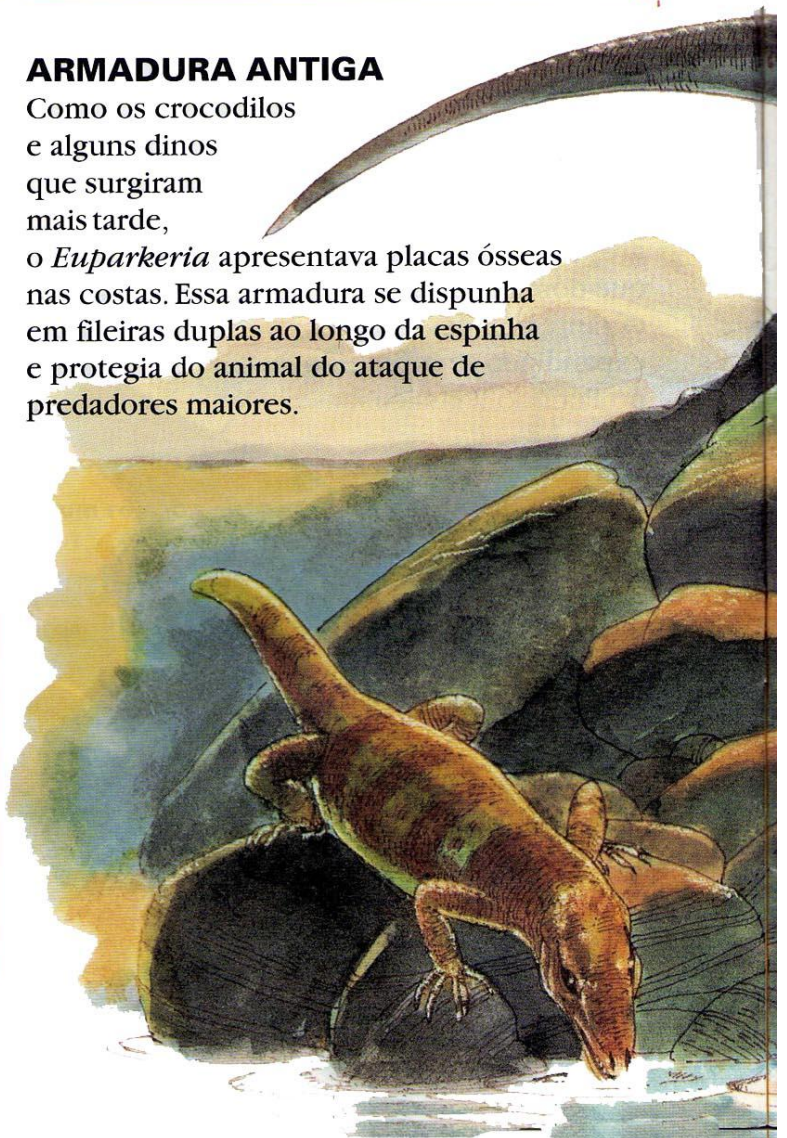 ARMADURA ANTIGA
Como os crocodilos
e alguns dinos
que surgiram
mais tarde,
o Euparkeria apresentava placas ósseas
nas costas. Essa armadura se dispunha
em fileiras duplas ao longo da espinha
e protegia do animal do ataque de
predadores maiores.